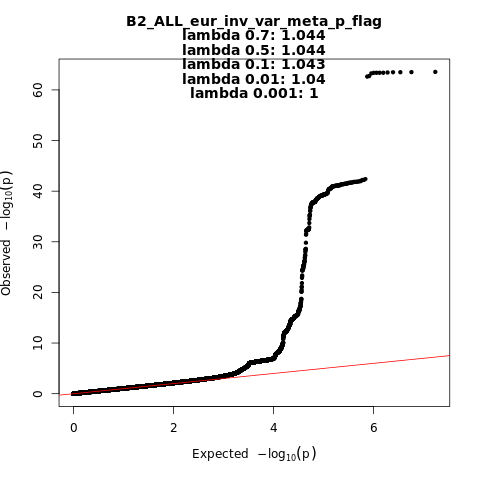 B2_ALL_eur_inv_var_meta_p_flag
lambda 0.7: 1.044
lambda 0.5: 1.044
lambda 0.1: 1.043
lambda 0.01: 1.04
lambda 0.001: 1
Observed −log10(p)
60
50
40
30
20
10
0
0 2 4 6
Expected −log10(p)